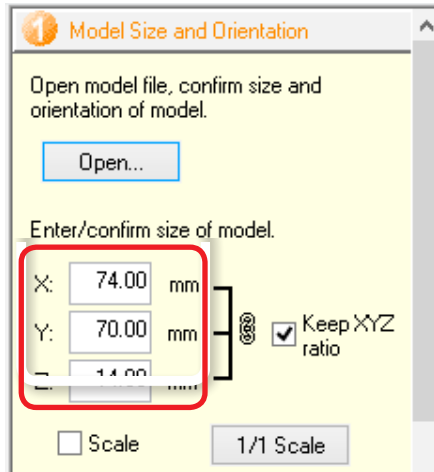 1 Model Size and Orientation
Open model file, confirm size and
orientation of model.
Open...
Enter/confirm size of model.
X: 74.00 mm
Y: 70.00 mm
Keep XYZ
ratio
Scale
1/1 Scale